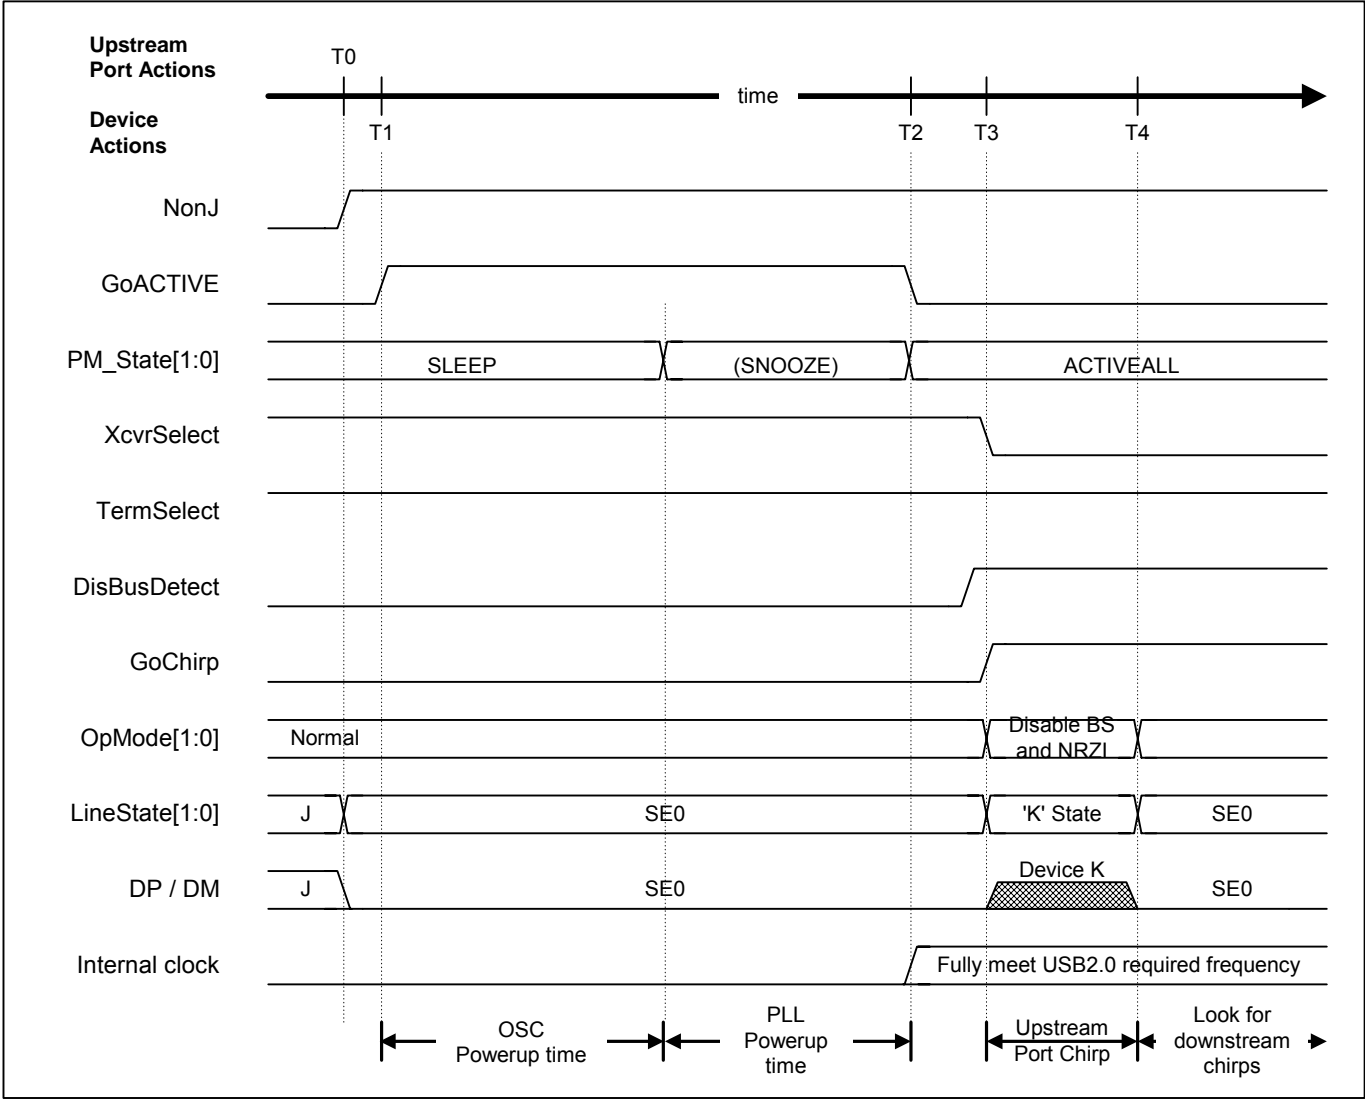 Upstream
Port Actions
T0
time
Device
Actions
T1
T2
T3
T4
NonJ
GoACTIVE
PM_State[1:0]
SLEEP
(SNOOZE)
ACTIVEALL
XcvrSelect
TermSelect
DisBusDetect
GoChirp
OpMode[1:0]
Normal
Disable BS
and NRZI
LineState[1:0]
J
SE0
'K' State
SE0
DP / DM
J
SE0
Device K
SE0
Internal clock
Fully meet USB2.0 required frequency
OSC
Powerup time
PLL
Powerup
time
Upstream
Port Chirp
Look for
downstream
chirps